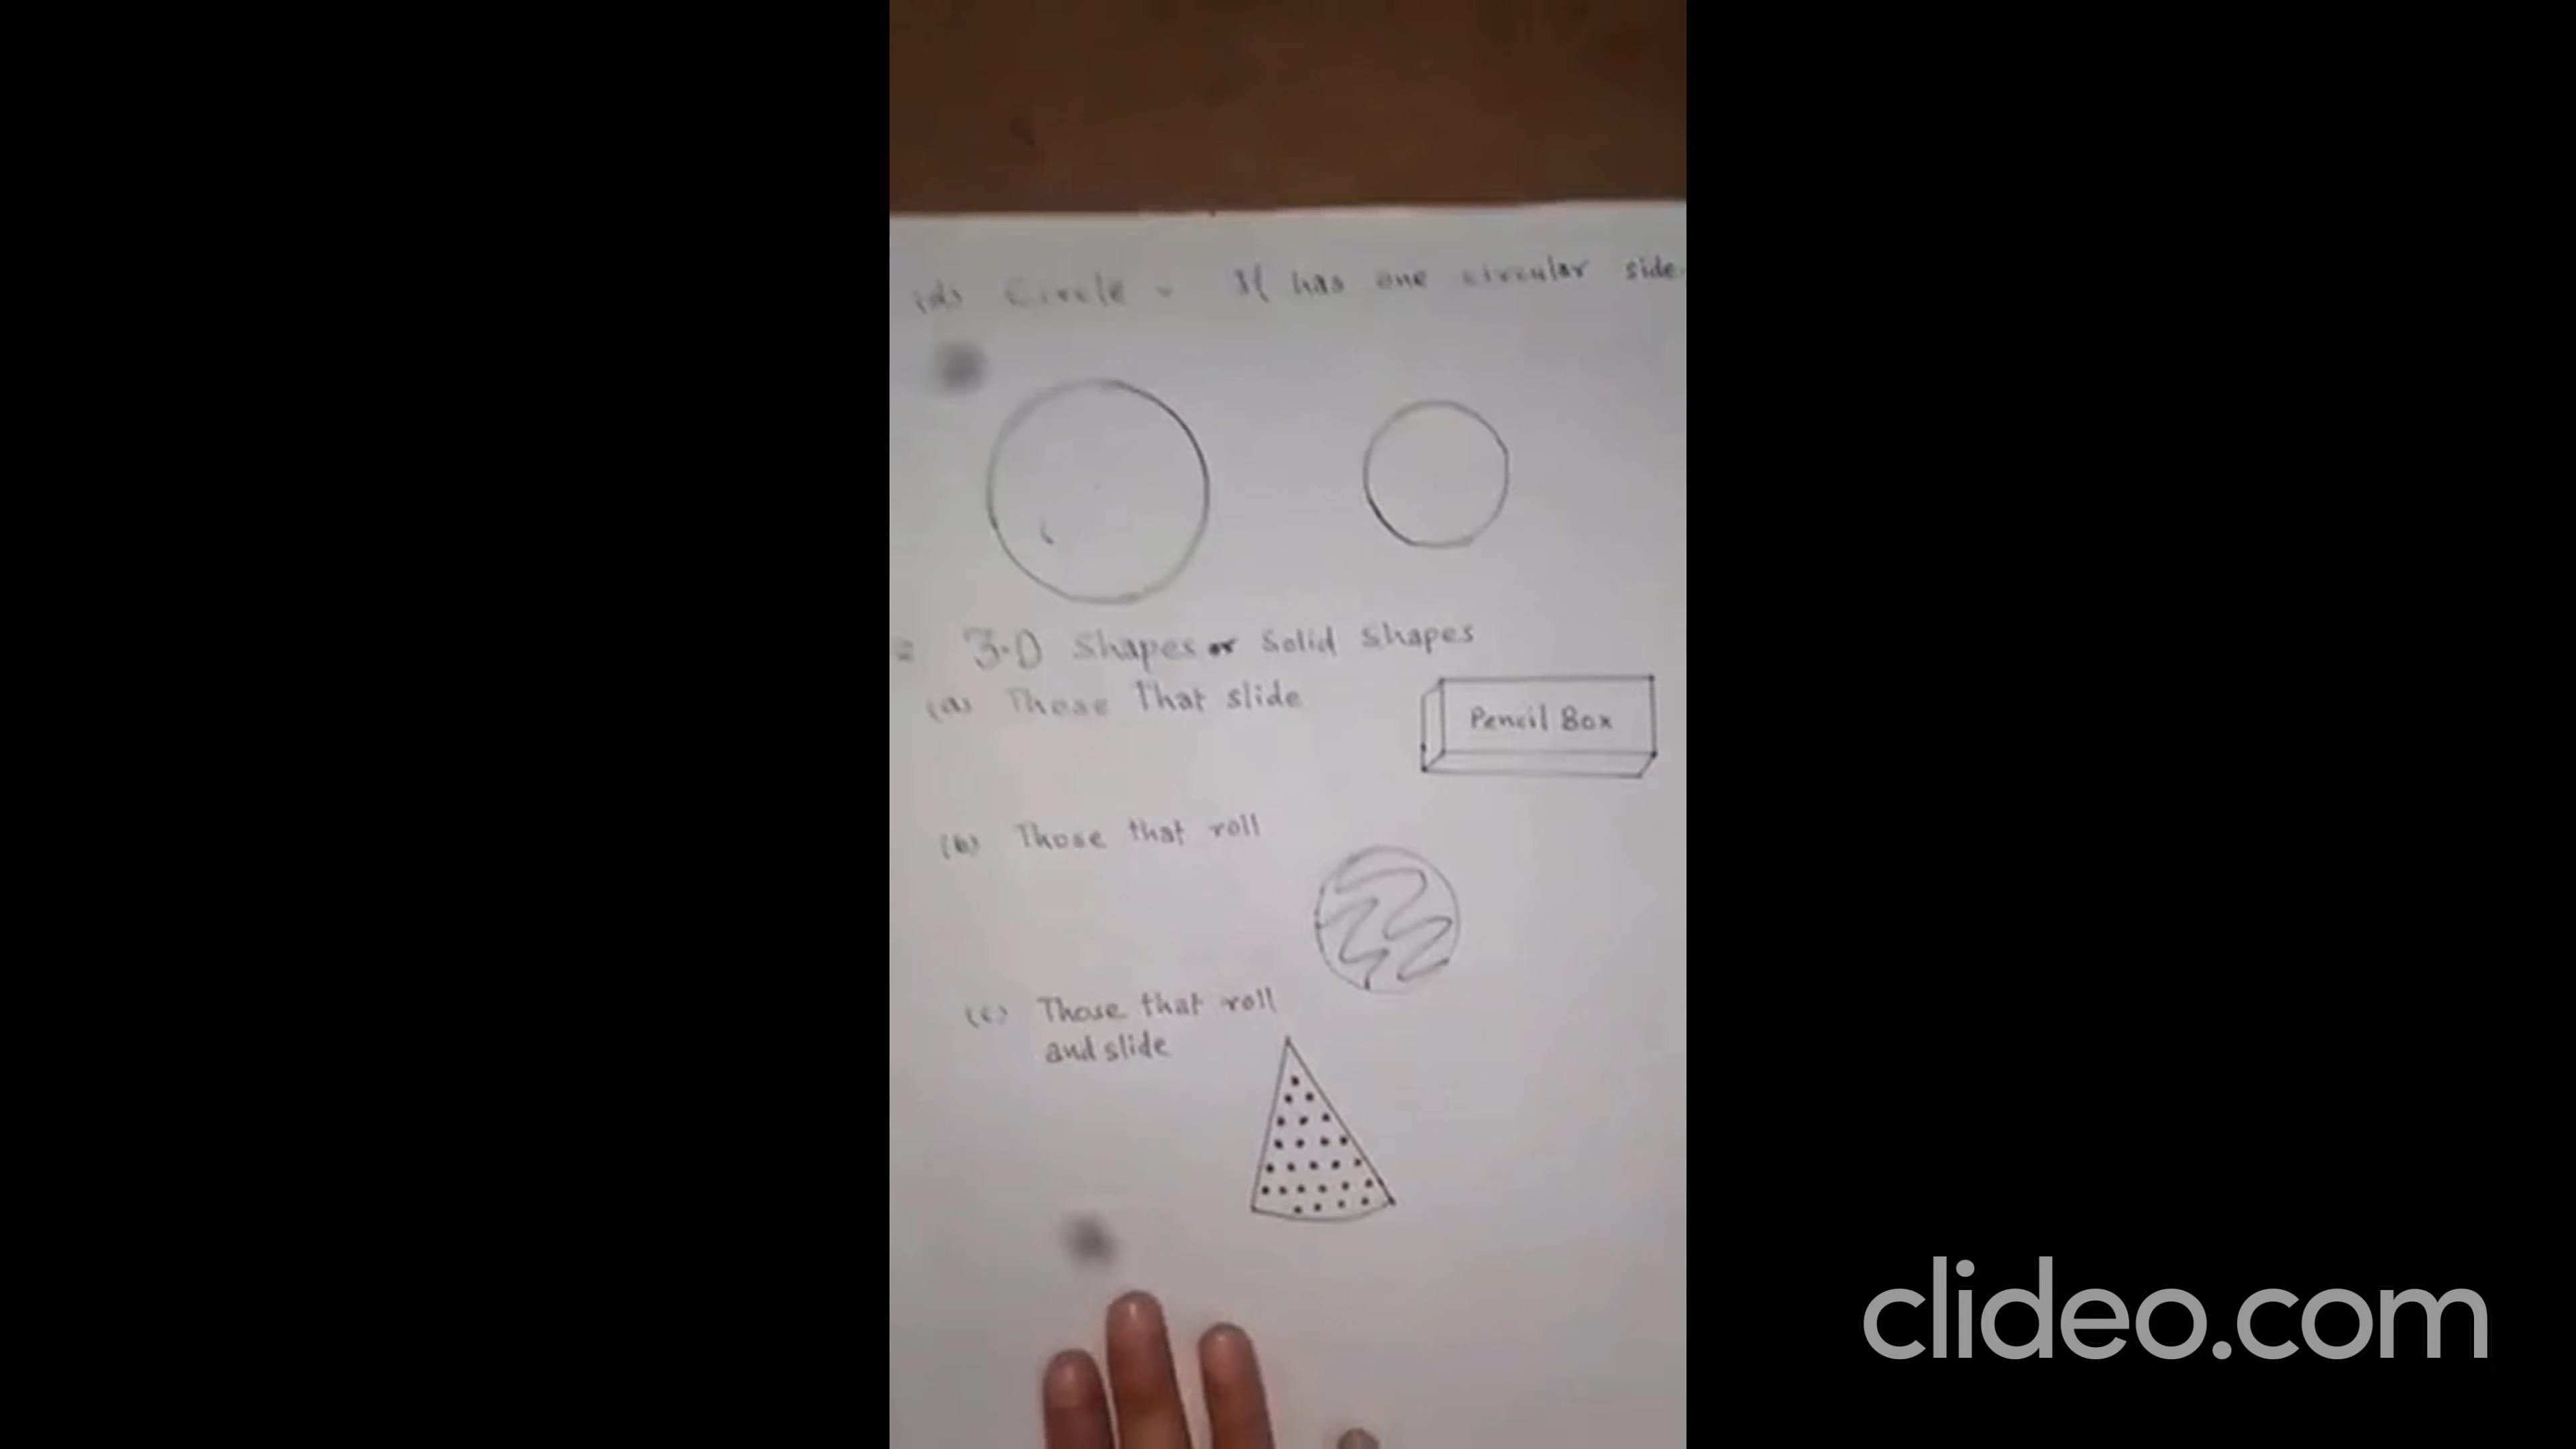 (d) Circle - It has one circular side.
3-D Shapes or Solid Shapes
(a) Those That slide
Pencil Box
(b) Those that roll
(c) Those that roll
and slide
clideo.com